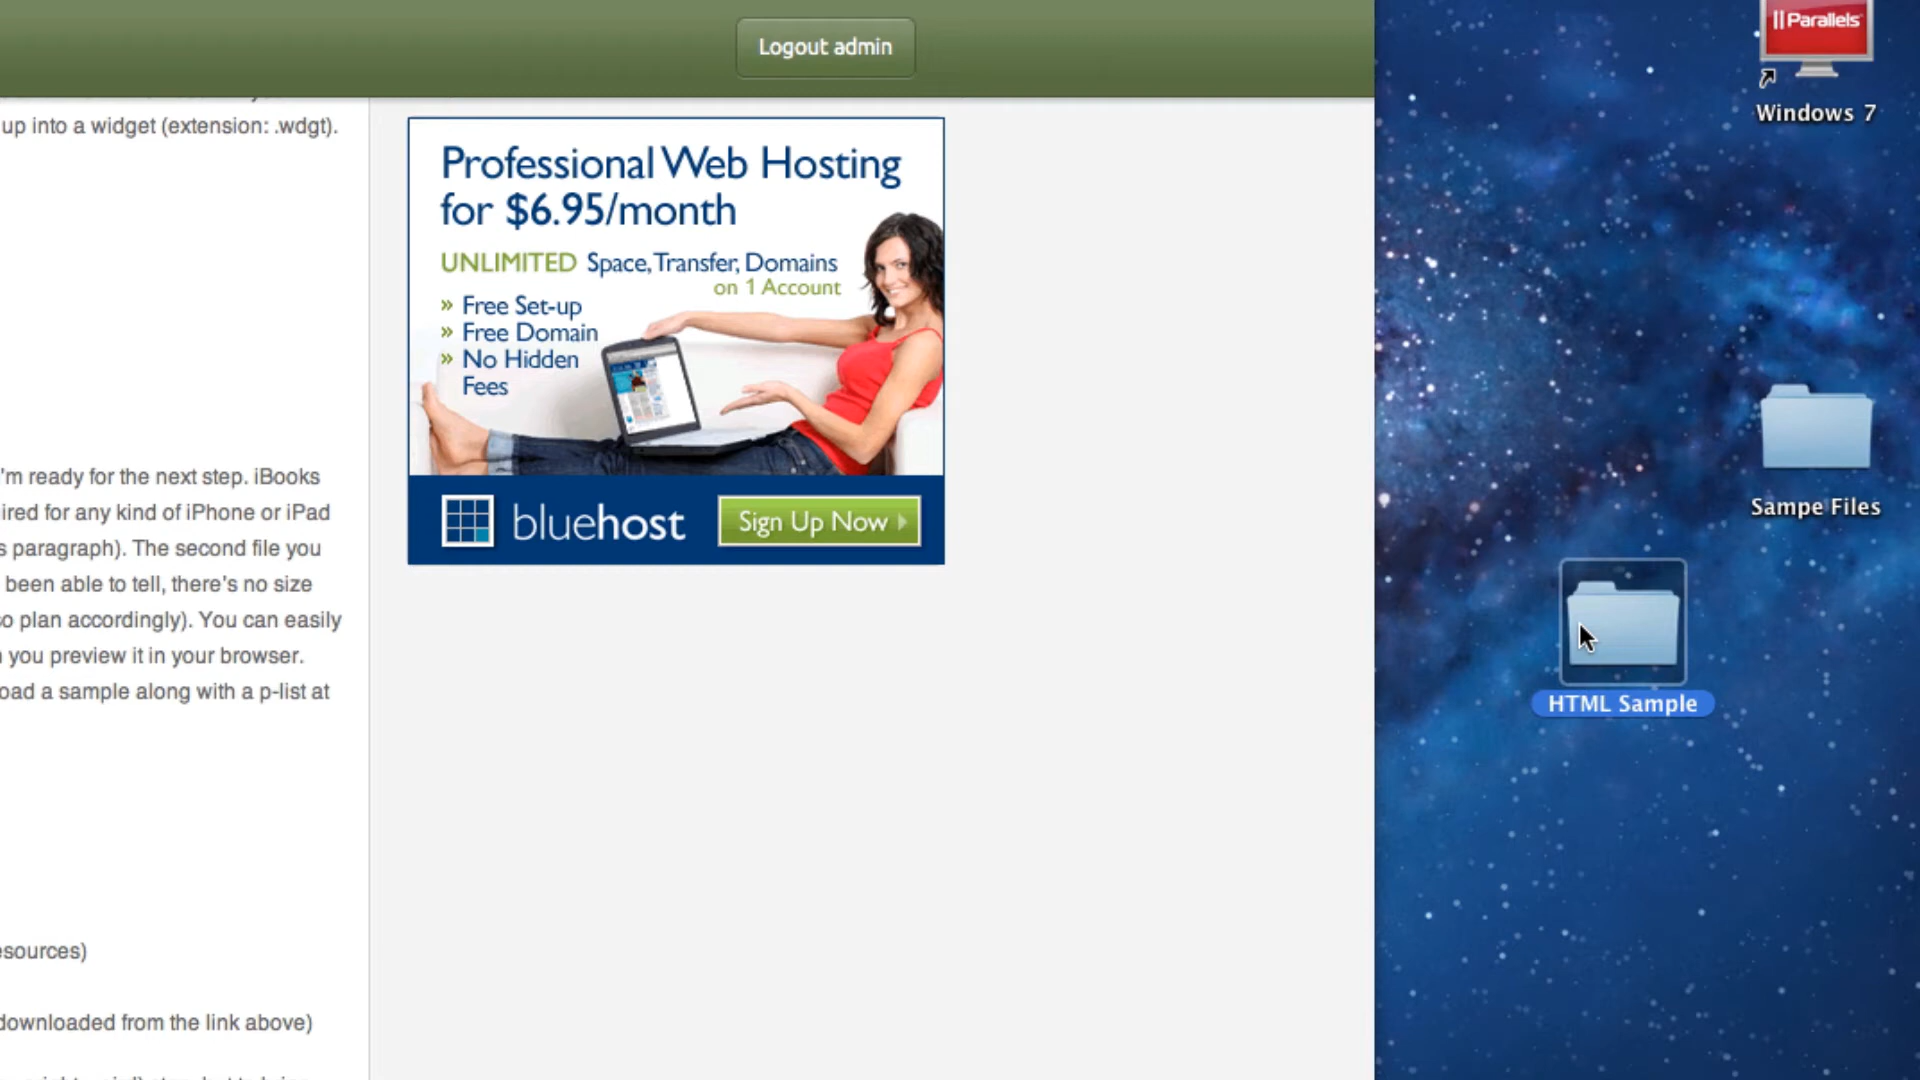 Logout admin
up into a widget (extension: .wdgt).
'm ready for the next step. iBooks
ired for any kind of iPhone or iPad
s paragraph). The second file you
been able to tell, there's no size
so plan accordingly). You can easily
you preview it in your browser.
oad a sample along with a p-list at
esources)
downloaded from the link above)
Professional Web Hosting
for $6.95/month
UNLIMITED Space, Transfer, Domains
on 1 Account
» Free Set-up
» Free Domain
» No Hidden
Fees
bluehost
Sign Up Now
Parallels
Windows 7
Sampe Files
HTML Sample